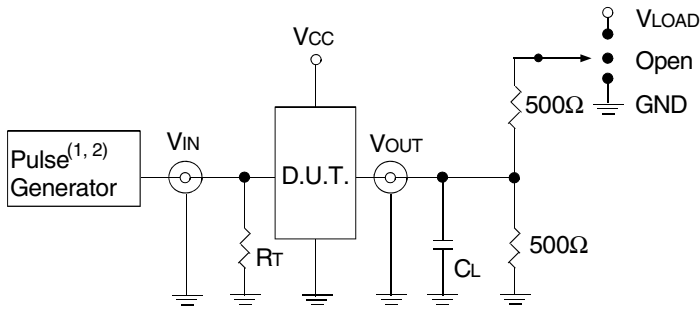 VLOAD
VCC
Open
500Ω
GND
Pulse(1, 2)
Generator
VIN
D.U.T.
VOUT
RT
CL
500Ω